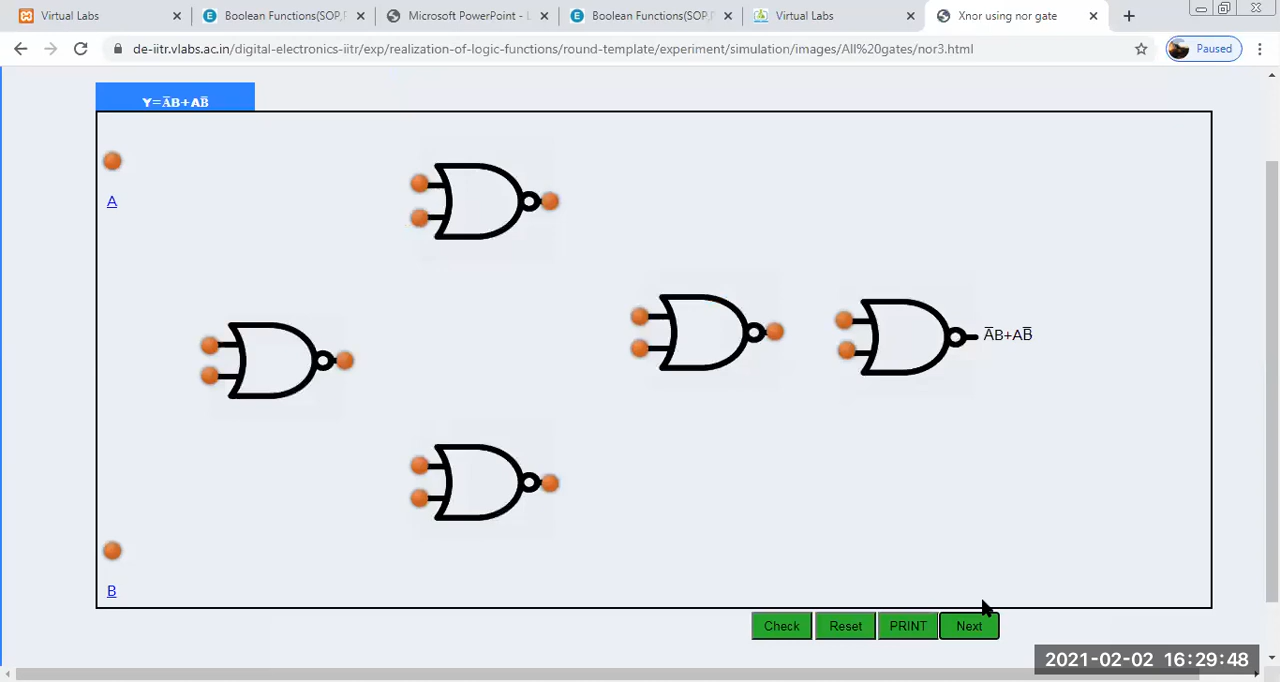 Virtual Labs
Boolean Functions(SOP,
Microsoft PowerPoint -
Boolean Functions(SOP,
Virtual Labs
Xnor using nor gate
de-iitr.vlabs.ac.in/digital-electronics-iitr/exp/realization-of-logic-functions/round-template/experiment/simulation/images/All%20gates/nor3.html
Paused
Y=A̅B+AB̅
A
A̅B+AB̅
B
Check
Reset
PRINT
Next
2021-02-02 16:29:48